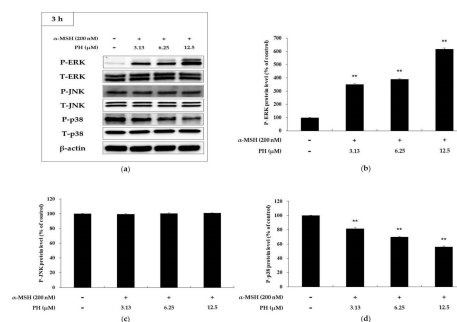 3 h
α-MSH (200 nM) - + + +
PH (μM) - 3.13 6.25 12.5
P-ERK
T-ERK
P-JNK
T-JNK
P-p38
T-p38
β-actin
(a)
P-ERK protein level (% of control)
700
600
500
400
300
200
100
0
** ** **
α-MSH (200 nM) - + + +
PH (μM) - 3.13 6.25 12.5
(b)
P-JNK protein level (% of control)
120
100
80
60
40
20
0
α-MSH (200 nM) - + + +
PH (μM) - 3.13 6.25 12.5
(c)
P-p38 protein level (% of control)
120
100
80
60
40
20
0
** ** **
α-MSH (200 nM) - + + +
PH (μM) - 3.13 6.25 12.5
(d)